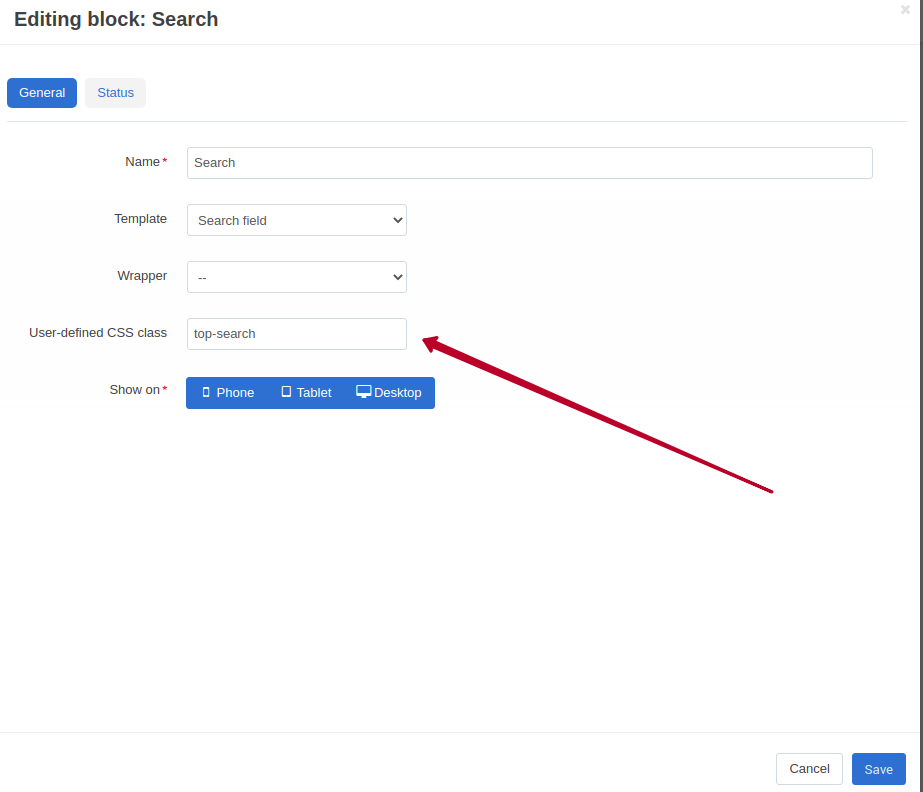 Editing block: Search
General Status
Name* Search
Template Search field
Wrapper --
User-defined CSS class top-search
Show on* Phone Tablet Desktop
Cancel Save